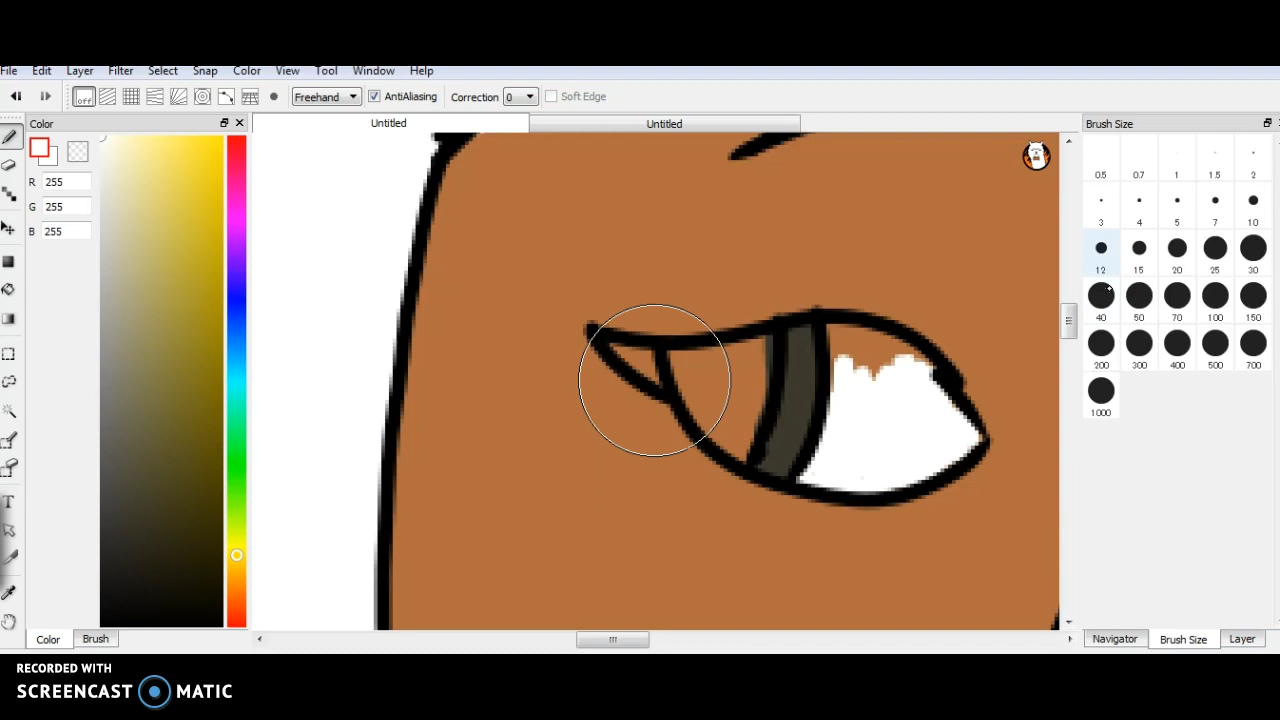 File Edit Layer Filter Select Snap Color View Tool Window Help
off Freehand AntiAliasing Correction 0 Soft Edge
Color Untitled Untitled Brush Size
R 255
G 255
B 255
0.5 0.7 1 1.5 2
3 4 5 7 10
12 15 20 25 30
40 50 70 100 150
200 300 400 500 700
1000
T
Color Brush Navigator Brush Size Layer
RECORDED WITH
SCREENCAST MATIC